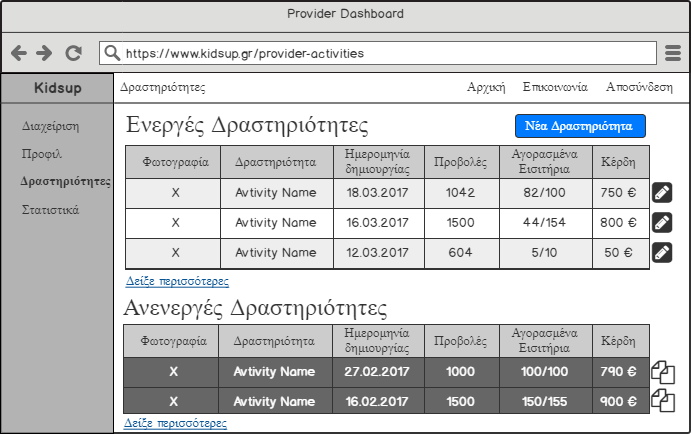 Provider Dashboard
https://www.kidsup.gr/provider-activities
Kidsup
Δραστηριότητες Αρχική Επικοινωνία Αποσύνδεση
Διαχείριση
Προφιλ
Δραστηριότητες
Στατιστικά
Ενεργές Δραστηριότητες Νέα Δραστηριότητα
Φωτογραφία Δραστηριότητα Ημερομηνία δημιουργίας Προβολές Αγορασμένα Εισιτήρια Κέρδη
X Avtivity Name 18.03.2017 1042 82/100 750 €
X Avtivity Name 16.03.2017 1500 44/154 800 €
X Avtivity Name 12.03.2017 604 5/10 50 €
Δείξε περισσότερες
Ανενεργές Δραστηριότητες
Φωτογραφία Δραστηριότητα Ημερομηνία δημιουργίας Προβολές Αγορασμένα Εισιτήρια Κέρδη
X Avtivity Name 27.02.2017 1000 100/100 790 €
X Avtivity Name 16.02.2017 1500 150/155 900 €
Δείξε περισσότερες